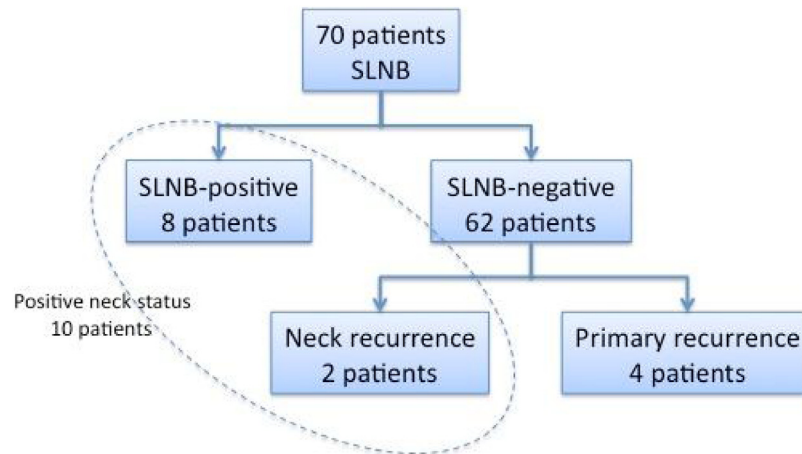 70 patients
SLNB
SLNB-positive
8 patients
SLNB-negative
62 patients
Positive neck status
10 patients
Neck recurrence
2 patients
Primary recurrence
4 patients